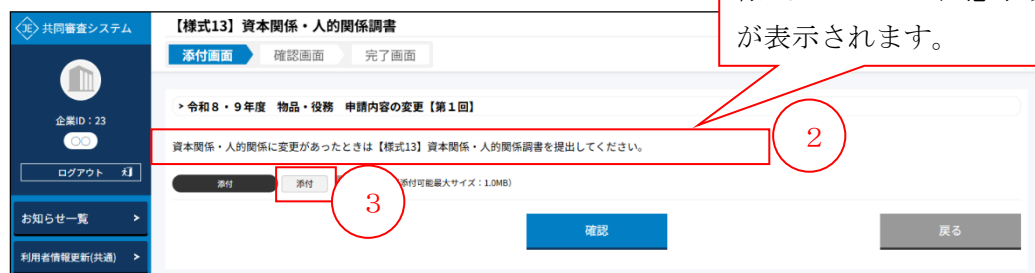 共同審査システム
企業ID:23
○○
ログアウト
お知らせ一覧 >
利用者情報更新(共通) >
【様式13】資本関係・人的関係調書
添付画面
確認画面
完了画面
が表示されます。
> 令和8・9年度 物品・役務 申請内容の変更【第1回】
資本関係・人的関係に変更があったときは【様式13】資本関係・人的関係調書を提出してください。
②
添付
添付
添付可能最大サイズ:1.0MB)
③
確認
戻る